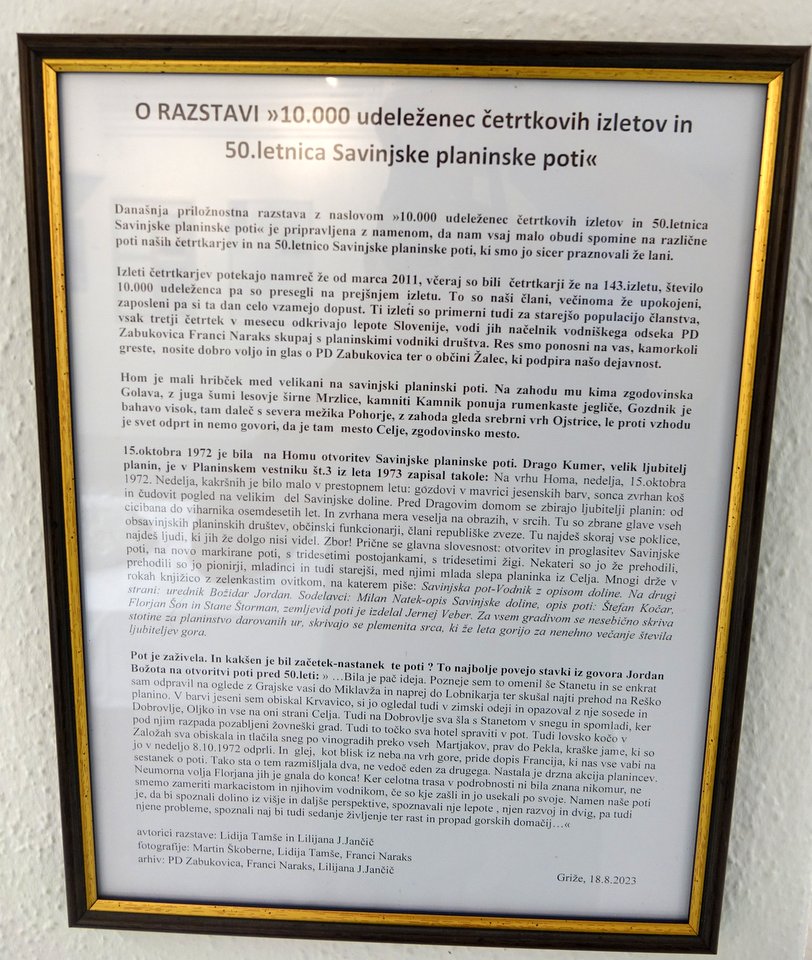 O RAZSTAVI »10.000 udeleženec četrtkovih izletov in
50.letnica Savinjske planinske poti«
Današnja priložnostna razstava z naslovom »10.000 udeleženec četrtkovih izletov in 50.letnica
Savinjske planinske poti« je pripravljena z namenom, da nam vsaj malo obudi spomine na različne
poti naših četrtkarjev in na 50.letnico Savinjske planinske poti, ki smo jo sicer praznovali že lani.
Izleti četrtkarjev potekajo namreč že od marca 2011, včeraj so bili četrtkarji že na 143.izletu, število
10.000 udeleženca pa so presegli na prejšnjem izletu. To so naši člani, večinoma že upokojeni,
zaposleni pa si ta dan celo vzamejo dopust. Ti izleti so primerni tudi za starejšo populacijo članstva,
vsak tretji četrtek v mesecu odkrivajo lepote Slovenije, vodi jih načelnik vodniškega odseka PD
Zabukovica Franci Naraks skupaj s planinskimi vodniki društva. Res smo ponosni na vas, kamorkoli
greste, nosite dobro voljo in glas o PD Zabukovica ter o občini Žalec, ki podpira našo dejavnost.
Hom je mali hribček med velikani na savinjski planinski poti. Na zahodu mu kima zgodovinska
Golava, z juga šumi lesovje širne Mrzlice, kamniti Kamnik ponuja rumenkaste jegliče, Gozdnik je
bahavo visok, tam daleč s severa mežika Pohorje, z zahoda gleda srebrni vrh Ojstrice, le proti vzhodu
je svet odprt in nemo govori, da je tam mesto Celje, zgodovinsko mesto.
15.oktobra 1972 je bila na Homu otvoritev Savinjske planinske poti. Drago Kumer, velik ljubitelj
planin, je v Planinskem vestniku št.3 iz leta 1973 zapisal takole: Na vrhu Homa, nedelja, 15.oktobra
1972. Nedelja, kakršnih je bilo malo v prestopnem letu: gozdovi v mavrici jesenskih barv, sonca zvrhan koš
in čudovit pogled na velikim del Savinjske doline. Pred Dragovim domom se zbirajo ljubitelji planin: od
cicibana do viharnika osemdesetih let. In zvrhana mera veselja na obrazih, v srcih. Tu so zbrane glave vseh
obsavinjskih planinskih društev, občinski funkcionarji, člani republiške zveze. Tu najdeš skoraj vse poklice,
najdeš ljudi, ki jih že dolgo nisi videl. Zbor! Prične se glavna slovesnost: otvoritev in proglasitev Savinjske
poti, na novo markirane poti, s tridesetimi postojankami, s tridesetimi žigi. Nekateri so jo že prehodili,
prehodili so jo pionirji, mladinci in tudi starejši, med njimi mlada slepa planinka iz Celja. Mnogi drže v
rokah knjižico z zelenkastim ovitkom, na katerem piše: Savinjska pot-Vodnik z opisom doline. Na drugi
strani: urednik Božidar Jordan. Sodelavci: Milan Natek-opis Savinjske doline, opis poti: Štefan Kočar,
Florjan Šon in Stane Štorman, zemljevid poti je izdelal Jernej Veber. Za vsem gradivom se nesebično skriva
stotine za planinstvo darovanih ur, skrivajo se plemenita srca, ki že leta gorijo za nenehno večanje števila
ljubiteljev gora.
Pot je zaživela. In kakšen je bil začetek-nastanek te poti ? To najbolje povejo stavki iz govora Jordan
Božota na otvoritvi poti pred 50.leti: » …Bila je pač ideja. Pozneje sem to omenil še Stanetu in se enkrat
sam odpravil na oglede z Grajske vasi do Miklavža in naprej do Lobnikarja ter skušal najti prehod na Reško
planino. V barvi jeseni sem obiskal Krvavico, si jo ogledal tudi v zimski odeji in opazoval z nje sosede in
Dobrovlje, Oljko in vse na oni strani Celja. Tudi na Dobrovlje sva šla s Stanetom v snegu in spomladi, ker
pod njim razpada pozabljeni žovneški grad. Tudi to točko sva hotel spraviti v pot. Tudi lovsko kočo v
Založah sva obiskala in tlačila sneg po vinogradih preko vseh Martjakov, prav do Pekla, kraške jame, ki so
jo v nedeljo 8.10.1972 odprli. In glej, kot blisk iz neba na vrh gore, pride dopis Francija, ki nas vse vabi na
sestanek o poti. Tako sta o tem razmišljala dva, ne vedoč eden za drugega. Nastala je drzna akcija planincev.
Neumorna volja Florjana jih je gnala do konca! Ker celotna trasa v podrobnosti ni bila znana nikomur, ne
smemo zameriti markacistom in njihovim vodnikom, če so kje zašli in jo usekali po svoje. Namen naše poti
je, da bi spoznali dolino iz višje in daljše perspektive, spoznavali nje lepote , njen razvoj in dvig, pa tudi
njene probleme, spoznali naj bi tudi sedanje življenje ter rast in propad gorskih domačij…«
avtorici razstave: Lidija Tamše in Lilijana J.Jančič
fotografije: Martin Škoberne, Lidija Tamše, Franci Naraks
arhiv: PD Zabukovica, Franci Naraks, Lilijana J.Jančič
Griže, 18.8.2023